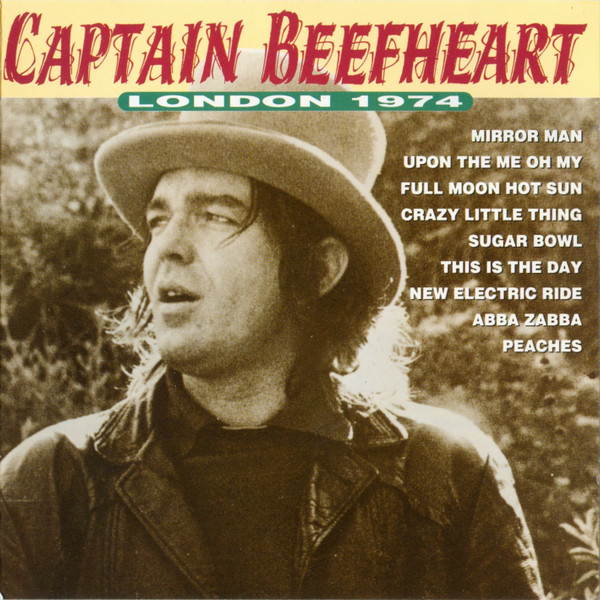 CAPTAIN BEEFHEART
LONDON 1974
MIRROR MAN
UPON THE ME OH MY
FULL MOON HOT SUN
CRAZY LITTLE THING
SUGAR BOWL
THIS IS THE DAY
NEW ELECTRIC RIDE
ABBA ZABBA
PEACHES